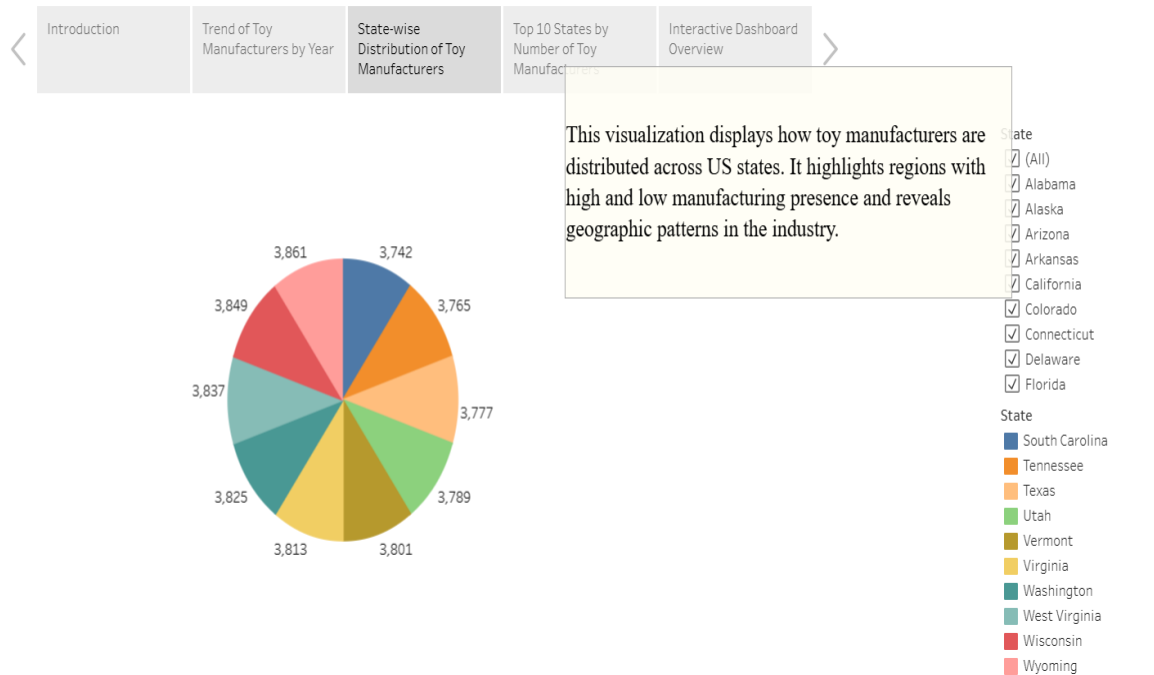 Introduction
Trend of Toy
Manufacturers by Year
State-wise
Distribution of Toy
Manufacturers
Top 10 States by
Number of Toy
Manufacturers
Interactive Dashboard
Overview
This visualization displays how toy manufacturers are
distributed across US states. It highlights regions with
high and low manufacturing presence and reveals
geographic patterns in the industry.
3,861
3,742
3,849
3,765
3,837
3,777
3,825
3,789
3,813
3,801
State
(All)
Alabama
Alaska
Arizona
Arkansas
California
Colorado
Connecticut
Delaware
Florida
State
South Carolina
Tennessee
Texas
Utah
Vermont
Virginia
Washington
West Virginia
Wisconsin
Wyoming